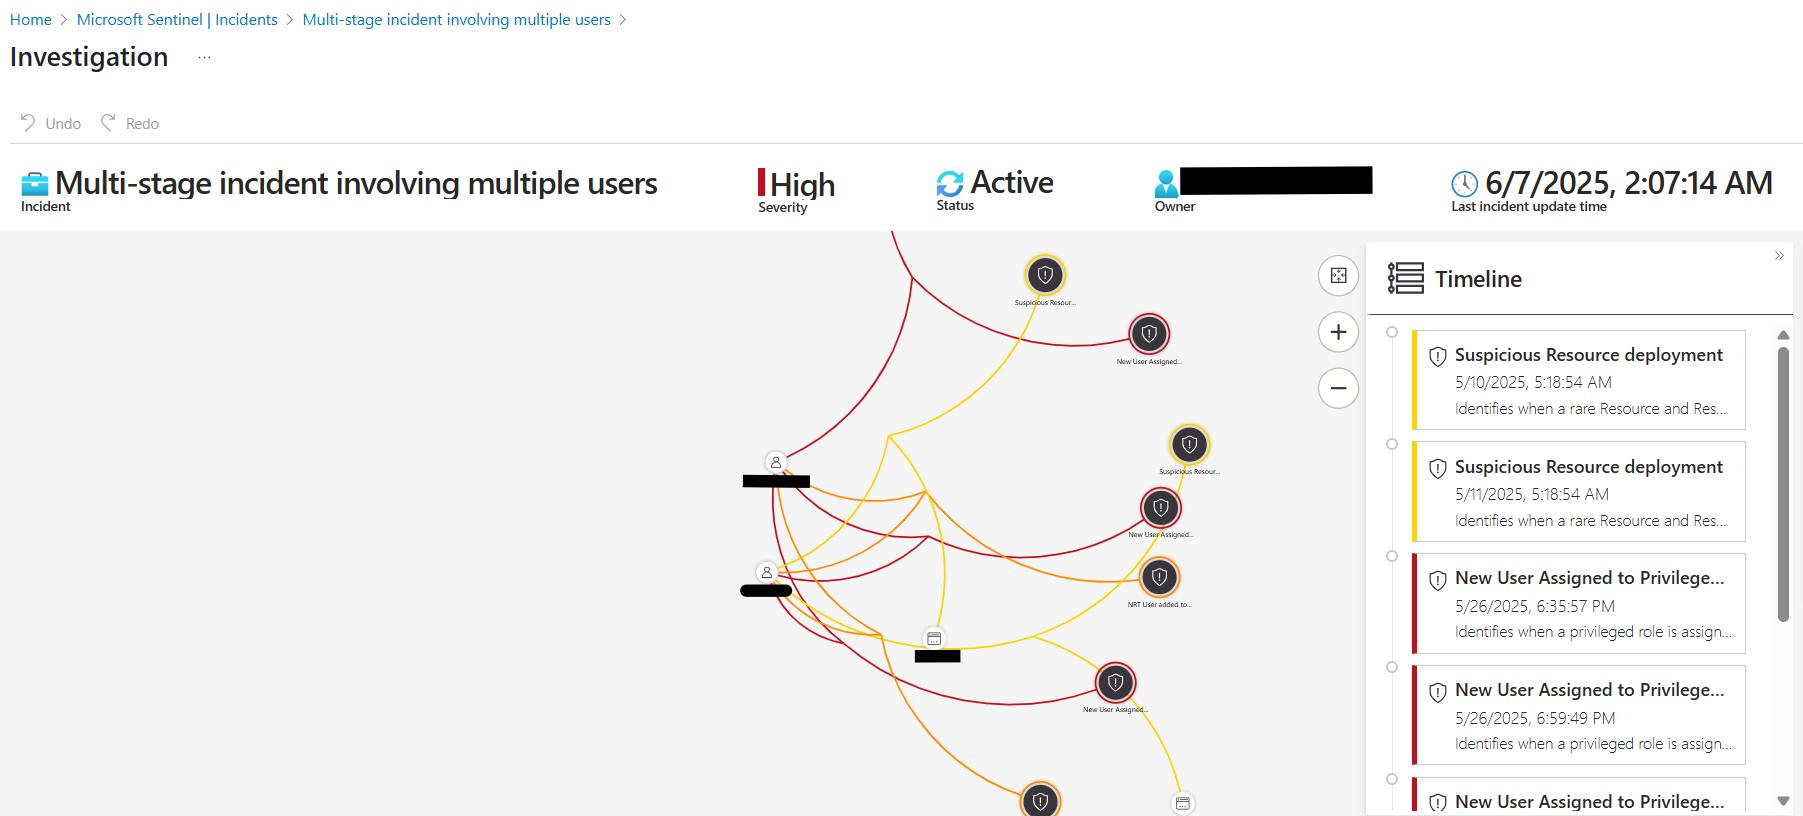 Home > Microsoft Sentinel | Incidents > Multi-stage incident involving multiple users >
Investigation ...
Undo Redo
Multi-stage incident involving multiple users
Incident
High
Severity
Active
Status
Owner
6/7/2025, 2:07:14 AM
Last incident update time
Suspicious Resour...
New User Assigned...
Suspicious Resour...
New User Assigned...
NRT User added to...
New User Assigned...
Timeline
Suspicious Resource deployment
5/10/2025, 5:18:54 AM
Identifies when a rare Resource and Res...
Suspicious Resource deployment
5/11/2025, 5:18:54 AM
Identifies when a rare Resource and Res...
New User Assigned to Privilege...
5/26/2025, 6:35:57 PM
Identifies when a privileged role is assign...
New User Assigned to Privilege...
5/26/2025, 6:59:49 PM
Identifies when a privileged role is assign...
New User Assigned to Privilege...